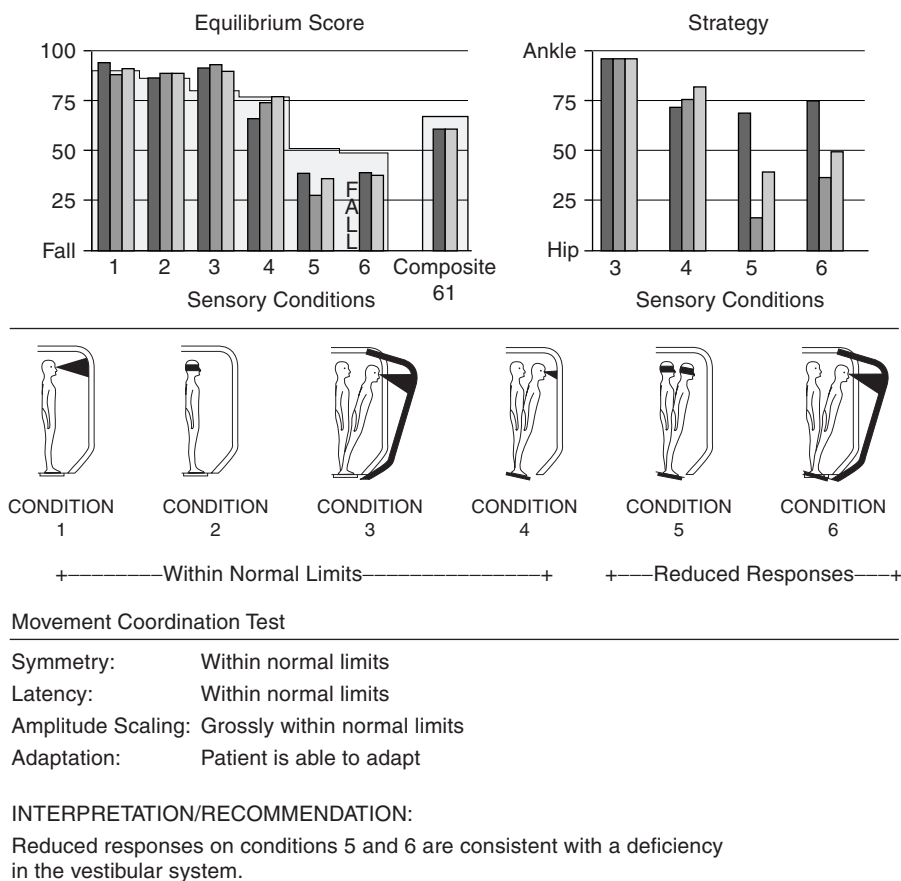 Equilibrium Score
100
75
50
25
Fall
FALL
1 2 3 4 5 6 Composite
61
Sensory Conditions
Strategy
Ankle
75
50
25
Hip
3 4 5 6
Sensory Conditions
CONDITION CONDITION CONDITION CONDITION CONDITION CONDITION
1 2 3 4 5 6
+––––––––Within Normal Limits––––––––––––––+ +–––Reduced Responses–––+
Movement Coordination Test
Symmetry: Within normal limits
Latency: Within normal limits
Amplitude Scaling: Grossly within normal limits
Adaptation: Patient is able to adapt
INTERPRETATION/RECOMMENDATION:
Reduced responses on conditions 5 and 6 are consistent with a deficiency
in the vestibular system.